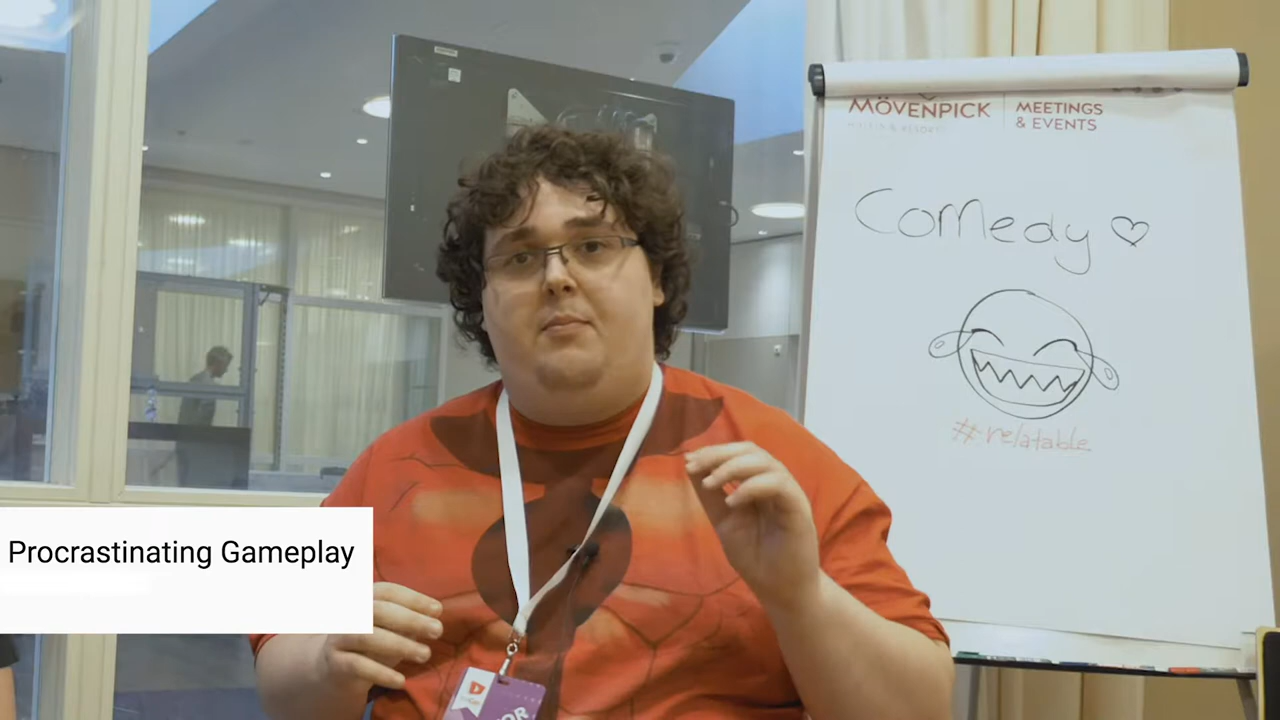 MÖVENPICK
MEETINGS
& EVENTS
Comedy
#relatable
Procrastinating Gameplay